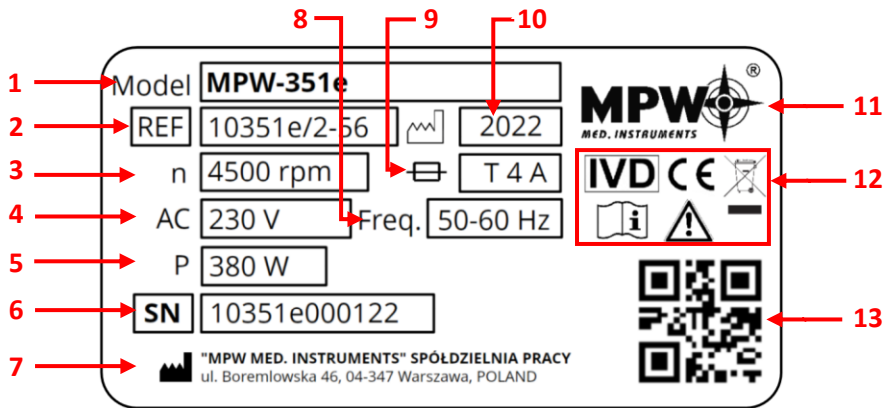 8 9 10
1 Model MPW-351e ® 
2 REF 10351e/2-56 2022 MPW 11
MED. INSTRUMENTS
3 n 4500 rpm T 4 A IVD CE 12
4 AC 230 V Freq. 50-60 Hz i !
5 P 380 W
6 SN 10351e000122 13
7 "MPW MED. INSTRUMENTS" SPÓŁDZIELNIA PRACY
ul. Boremlowska 46, 04-347 Warszawa, POLAND